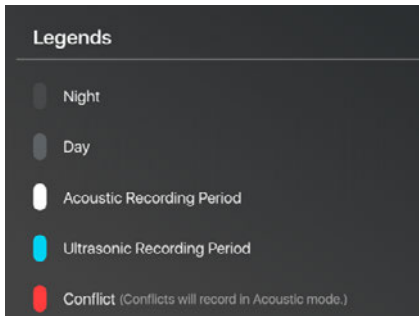 Legends
Night
Day
Acoustic Recording Period
Ultrasonic Recording Period
Conflict (Conflicts will record in Acoustic mode.)